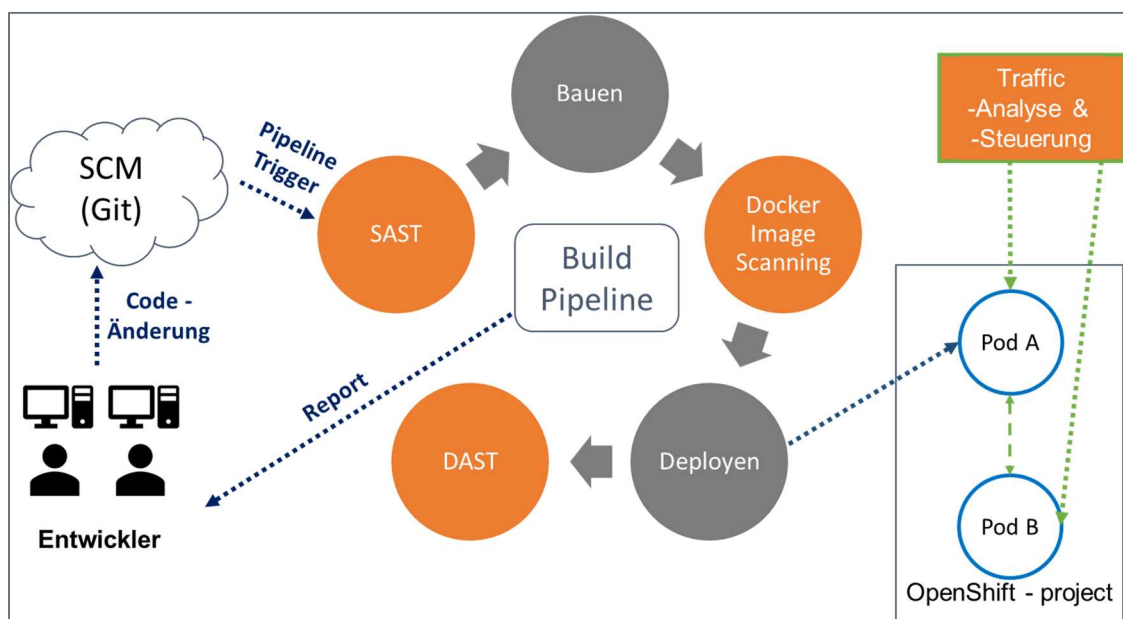 SCM
(Git)
Code -
Änderung
Entwickler
Pipeline
Trigger
SAST
Bauen
Docker
Image
Scanning
Build
Pipeline
Report
DAST
Deployen
Traffic
-Analyse &
-Steuerung
Pod A
Pod B
OpenShift - project